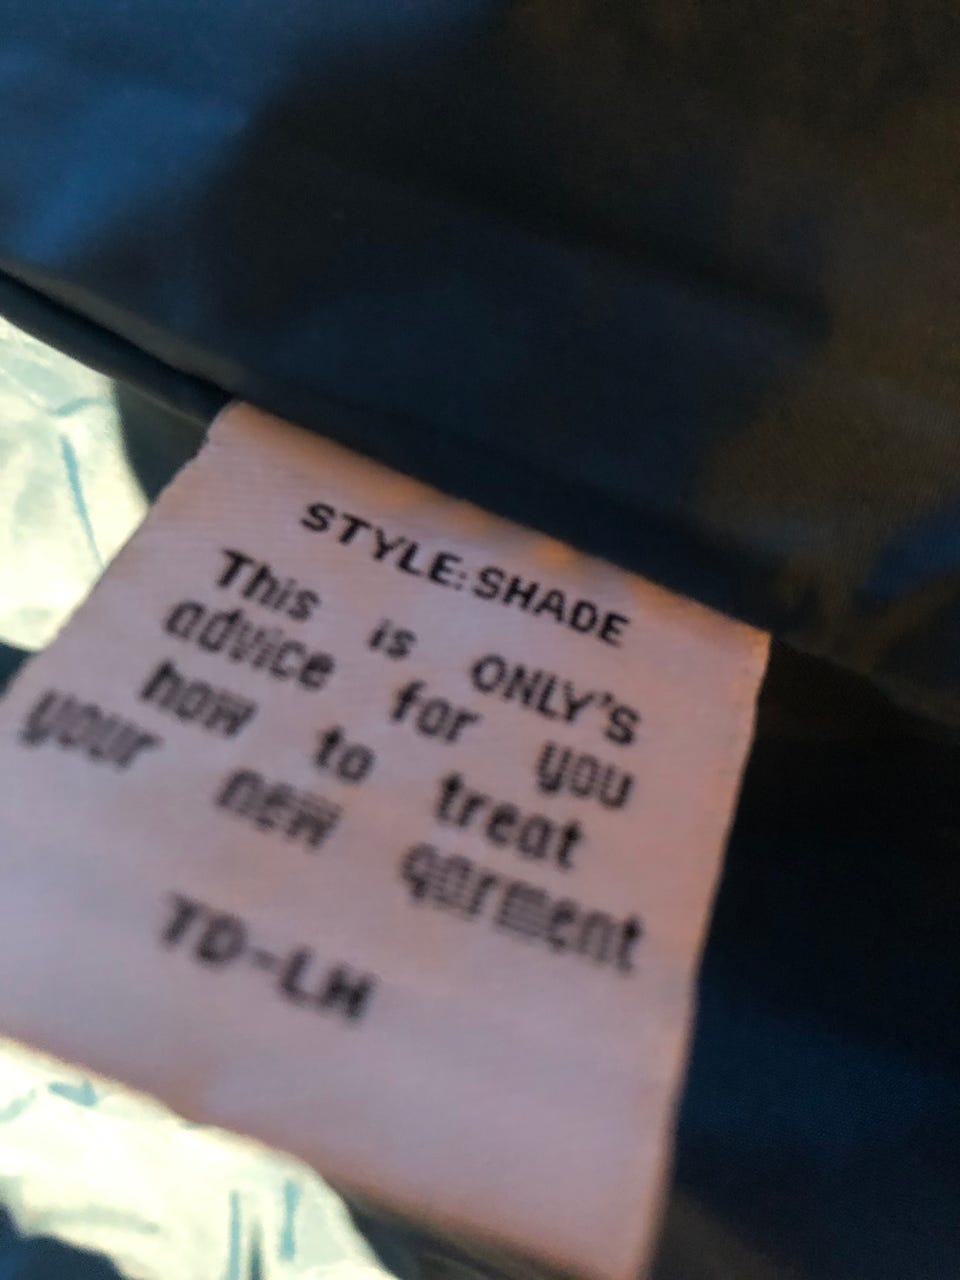 STYLE:SHADE
This is ONLY'S
advice for you
how to treat
your new garment
TD-LH